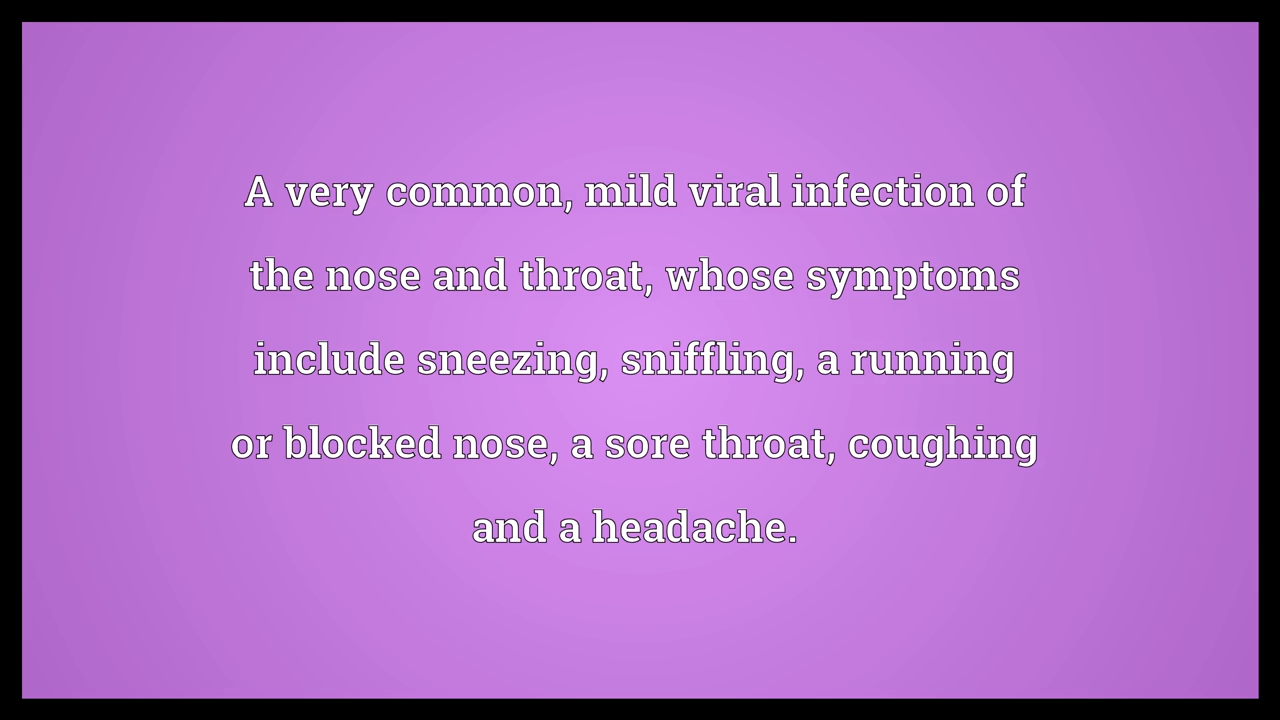 A very common, mild viral infection of
the nose and throat, whose symptoms
include sneezing, sniffling, a running
or blocked nose, a sore throat, coughing
and a headache.